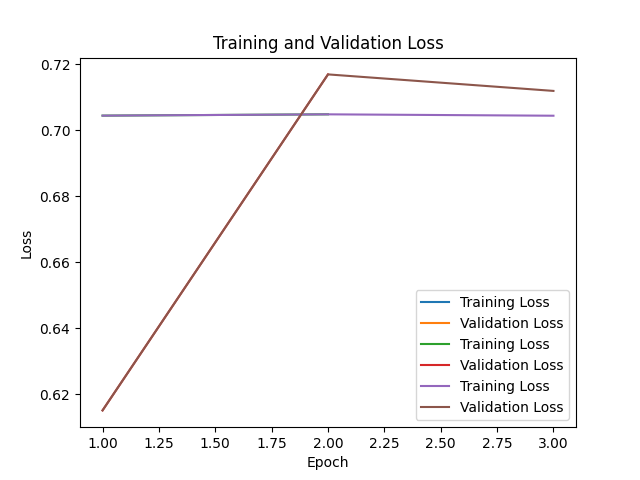 Training and Validation Loss
0.72
0.70
0.68
0.66
0.64
0.62
Loss
Training Loss
Validation Loss
Training Loss
Validation Loss
Training Loss
Validation Loss
1.00 1.25 1.50 1.75 2.00 2.25 2.50 2.75 3.00
Epoch